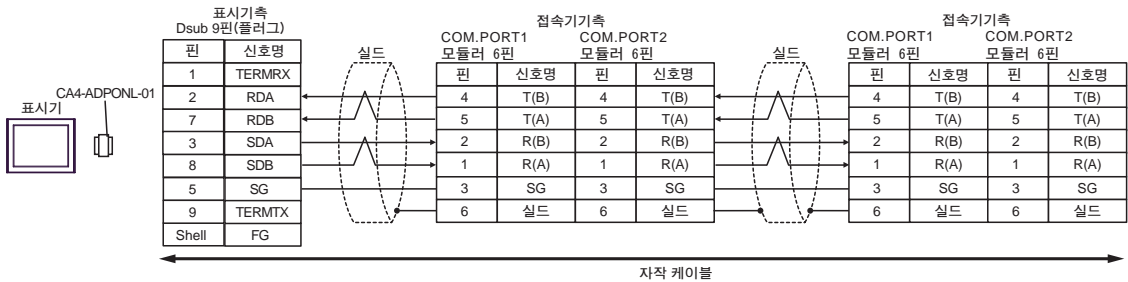 표시기측
Dsub 9핀(플러그)
핀 신호명
1 TERMRX
2 RDA
7 RDB
3 SDA
8 SDB
5 SG
9 TERMTX
Shell FG
표시기
CA4-ADPONL-01
실드
접속기기측
COM.PORT1 COM.PORT2
모듈러 6핀 모듈러 6핀
핀 신호명 핀 신호명
4 T(B) 4 T(B)
5 T(A) 5 T(A)
2 R(B) 2 R(B)
1 R(A) 1 R(A)
3 SG 3 SG
6 실드 6 실드
실드
접속기기측
COM.PORT1 COM.PORT2
모듈러 6핀 모듈러 6핀
핀 신호명 핀 신호명
4 T(B) 4 T(B)
5 T(A) 5 T(A)
2 R(B) 2 R(B)
1 R(A) 1 R(A)
3 SG 3 SG
6 실드 6 실드
자작 케이블